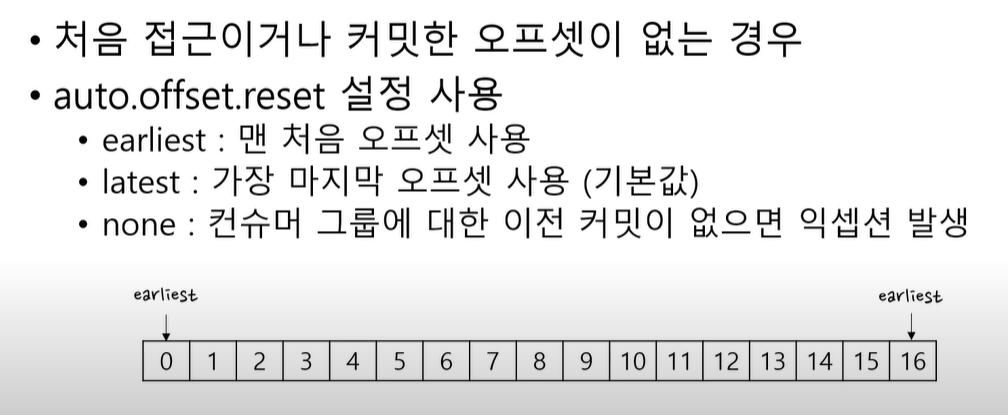 • 처음 접근이거나 커밋한 오프셋이 없는 경우
• auto.offset.reset 설정 사용
• earliest : 맨 처음 오프셋 사용
• latest : 가장 마지막 오프셋 사용 (기본값)
• none : 컨슈머 그룹에 대한 이전 커밋이 없으면 익셉션 발생
earliest earliest
0 1 2 3 4 5 6 7 8 9 10 11 12 13 14 15 16